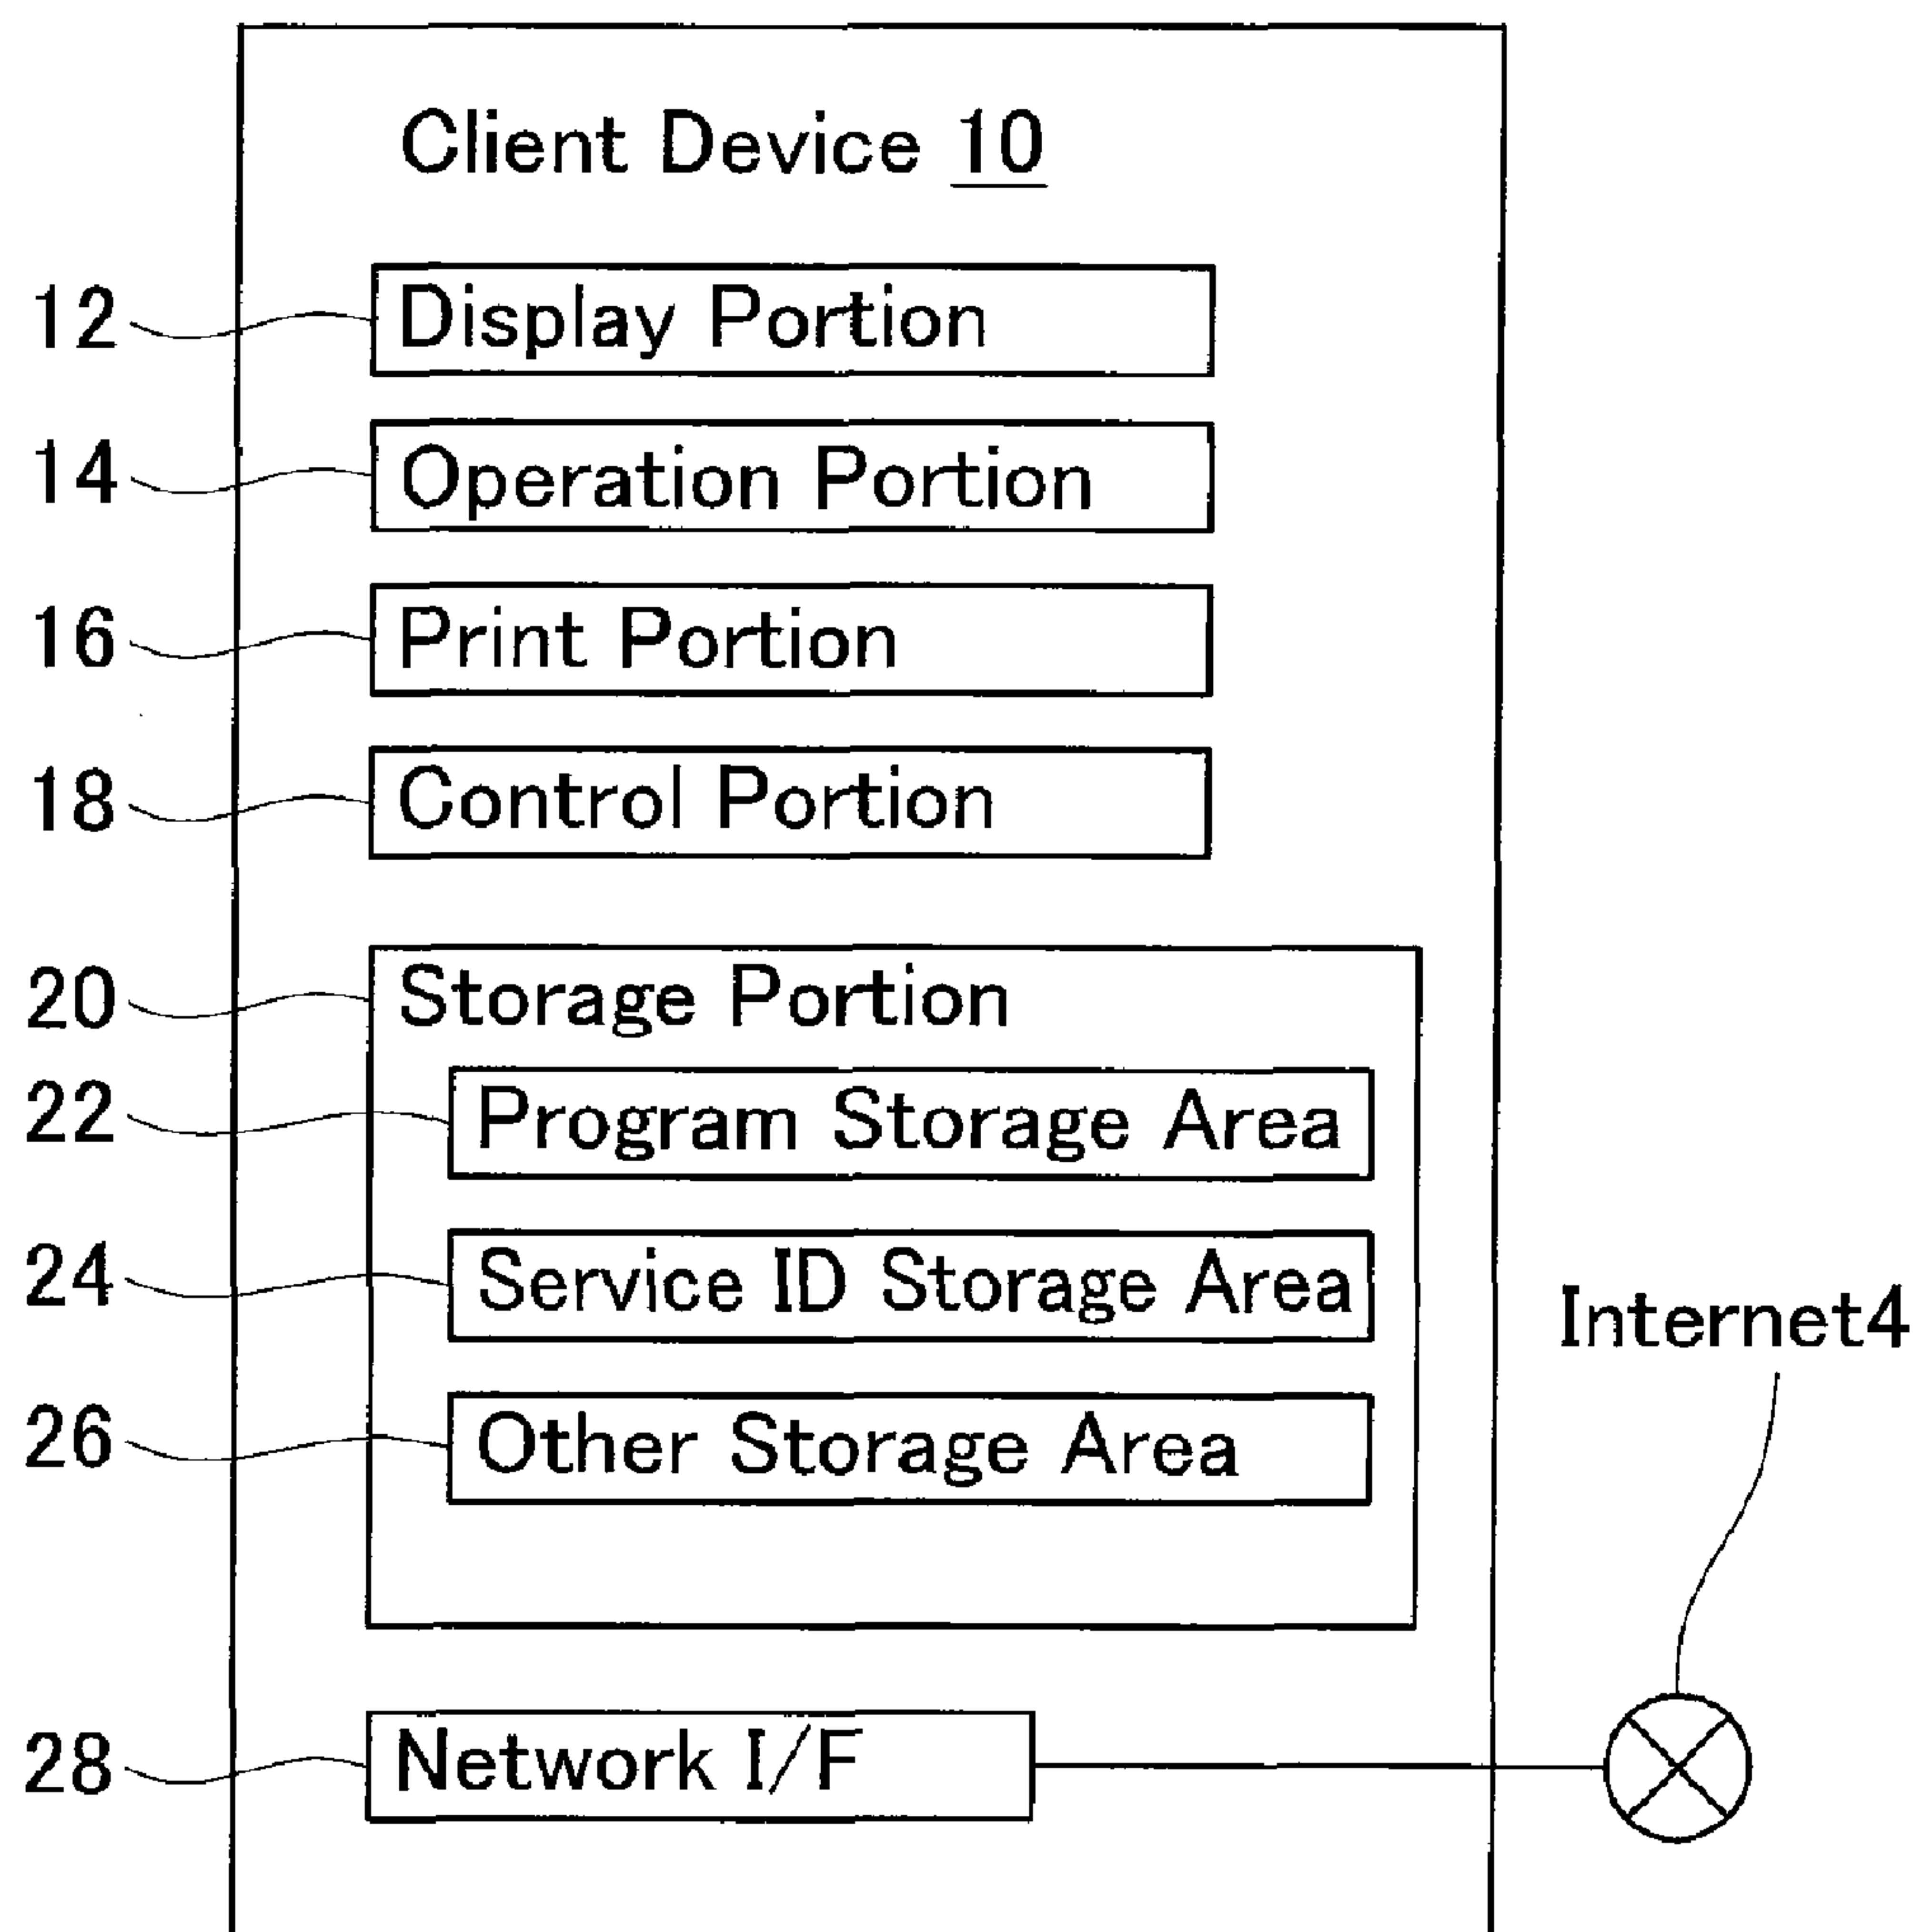 Client Device 10
12 Display Portion
14 Operation Portion
16 Print Portion
18 Control Portion
20 Storage Portion
22 Program Storage Area
24 Service ID Storage Area
Internet4
26 Other Storage Area
28 Network I/F